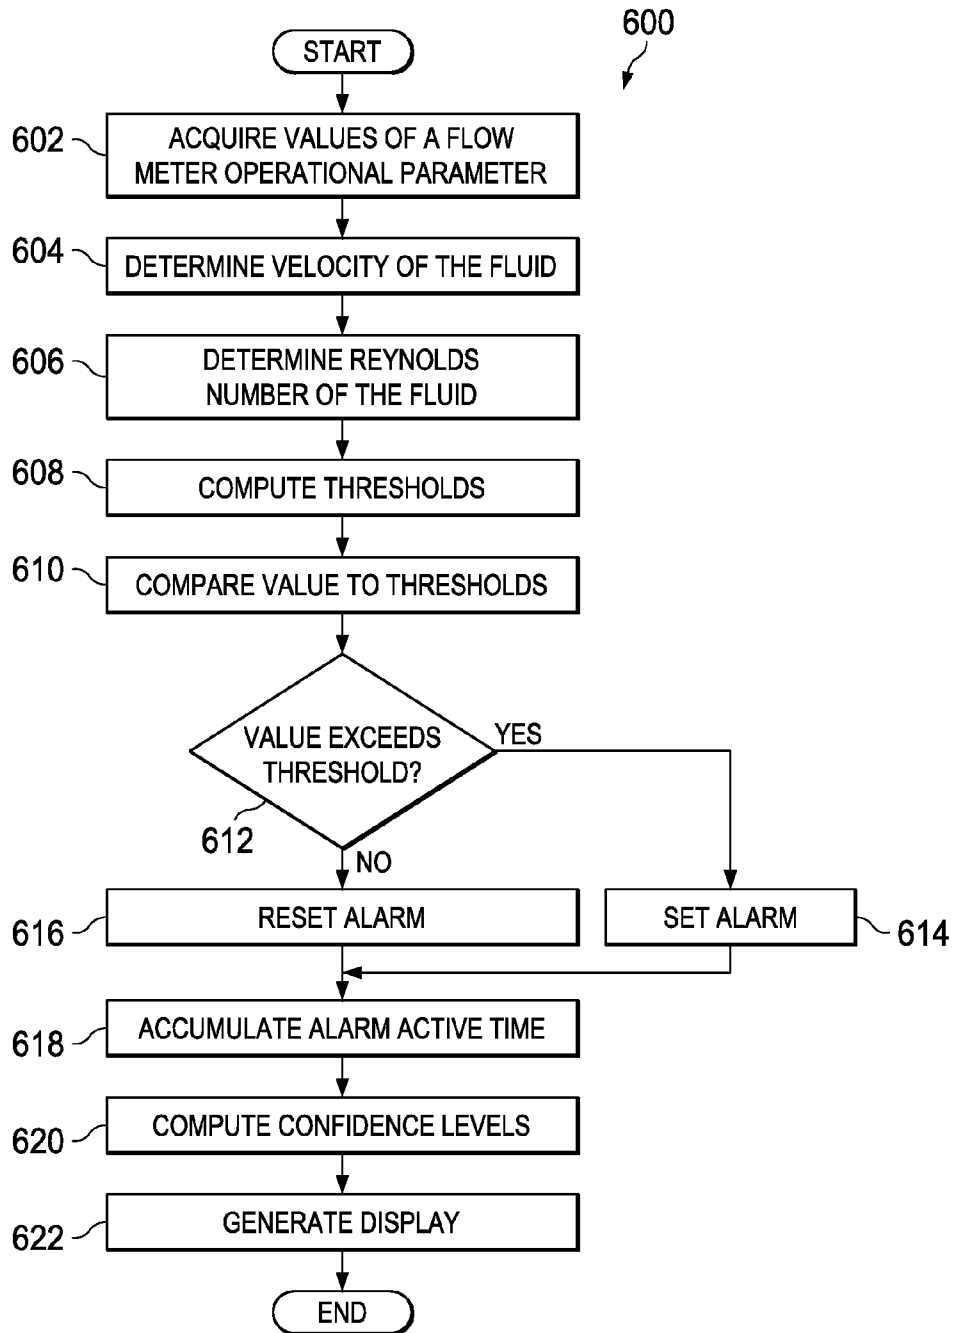 600
START
602
ACQUIRE VALUES OF A FLOW
METER OPERATIONAL PARAMETER
604
DETERMINE VELOCITY OF THE FLUID
606
DETERMINE REYNOLDS
NUMBER OF THE FLUID
608
COMPUTE THRESHOLDS
610
COMPARE VALUE TO THRESHOLDS
VALUE EXCEEDS
THRESHOLD?
YES
612
NO
616
RESET ALARM
SET ALARM
614
618
ACCUMULATE ALARM ACTIVE TIME
620
COMPUTE CONFIDENCE LEVELS
622
GENERATE DISPLAY
END